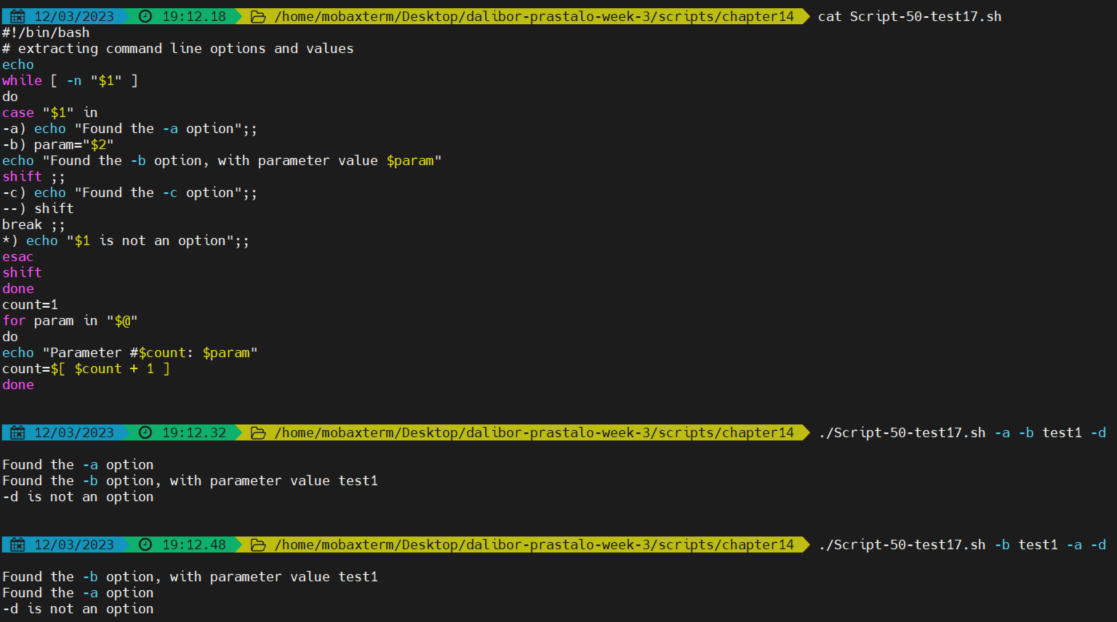 12/03/2023 19:12.18 /home/mobaxterm/Desktop/dalibor-prastalo-week-3/scripts/chapter14 cat Script-50-test17.sh
#!/bin/bash
# extracting command line options and values
echo
while [ -n "$1" ]
do
case "$1" in
-a) echo "Found the -a option";;
-b) param="$2"
echo "Found the -b option, with parameter value $param"
shift ;;
-c) echo "Found the -c option";;
--) shift
break ;;
*) echo "$1 is not an option";;
esac
shift
done
count=1
for param in "$@"
do
echo "Parameter #$count: $param"
count=$[ $count + 1 ]
done
12/03/2023 19:12.32 /home/mobaxterm/Desktop/dalibor-prastalo-week-3/scripts/chapter14 ./Script-50-test17.sh -a -b test1 -d
Found the -a option
Found the -b option, with parameter value test1
-d is not an option
12/03/2023 19:12.48 /home/mobaxterm/Desktop/dalibor-prastalo-week-3/scripts/chapter14 ./Script-50-test17.sh -b test1 -a -d
Found the -b option, with parameter value test1
Found the -a option
-d is not an option